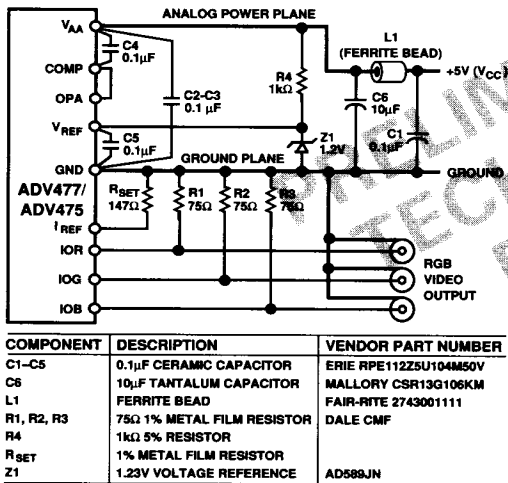 ANALOG POWER PLANE
VAA
C4
0.1µF
COMP
OPA
C2-C3
0.1 µF
R4
1kΩ
L1
(FERRITE BEAD)
+5V (VCC)
C6
10µF
C1
0.1µF
VREF
C5
0.1µF
Z1
1.2V
GND
GROUND PLANE
GROUND
ADV477/
ADV475
RSET
147Ω
R1
75Ω
R2
75Ω
R3
75Ω
IREF
IOR
IOG
IOB
RGB
VIDEO
OUTPUT
PRELIM
TECH
COMPONENT DESCRIPTION VENDOR PART NUMBER
C1–C5 0.1µF CERAMIC CAPACITOR ERIE RPE112Z5U104M50V
C6 10µF TANTALUM CAPACITOR MALLORY CSR13G106KM
L1 FERRITE BEAD FAIR-RITE 2743001111
R1, R2, R3 75Ω 1% METAL FILM RESISTOR DALE CMF
R4 1kΩ 5% RESISTOR
RSET 1% METAL FILM RESISTOR
Z1 1.23V VOLTAGE REFERENCE AD589JN